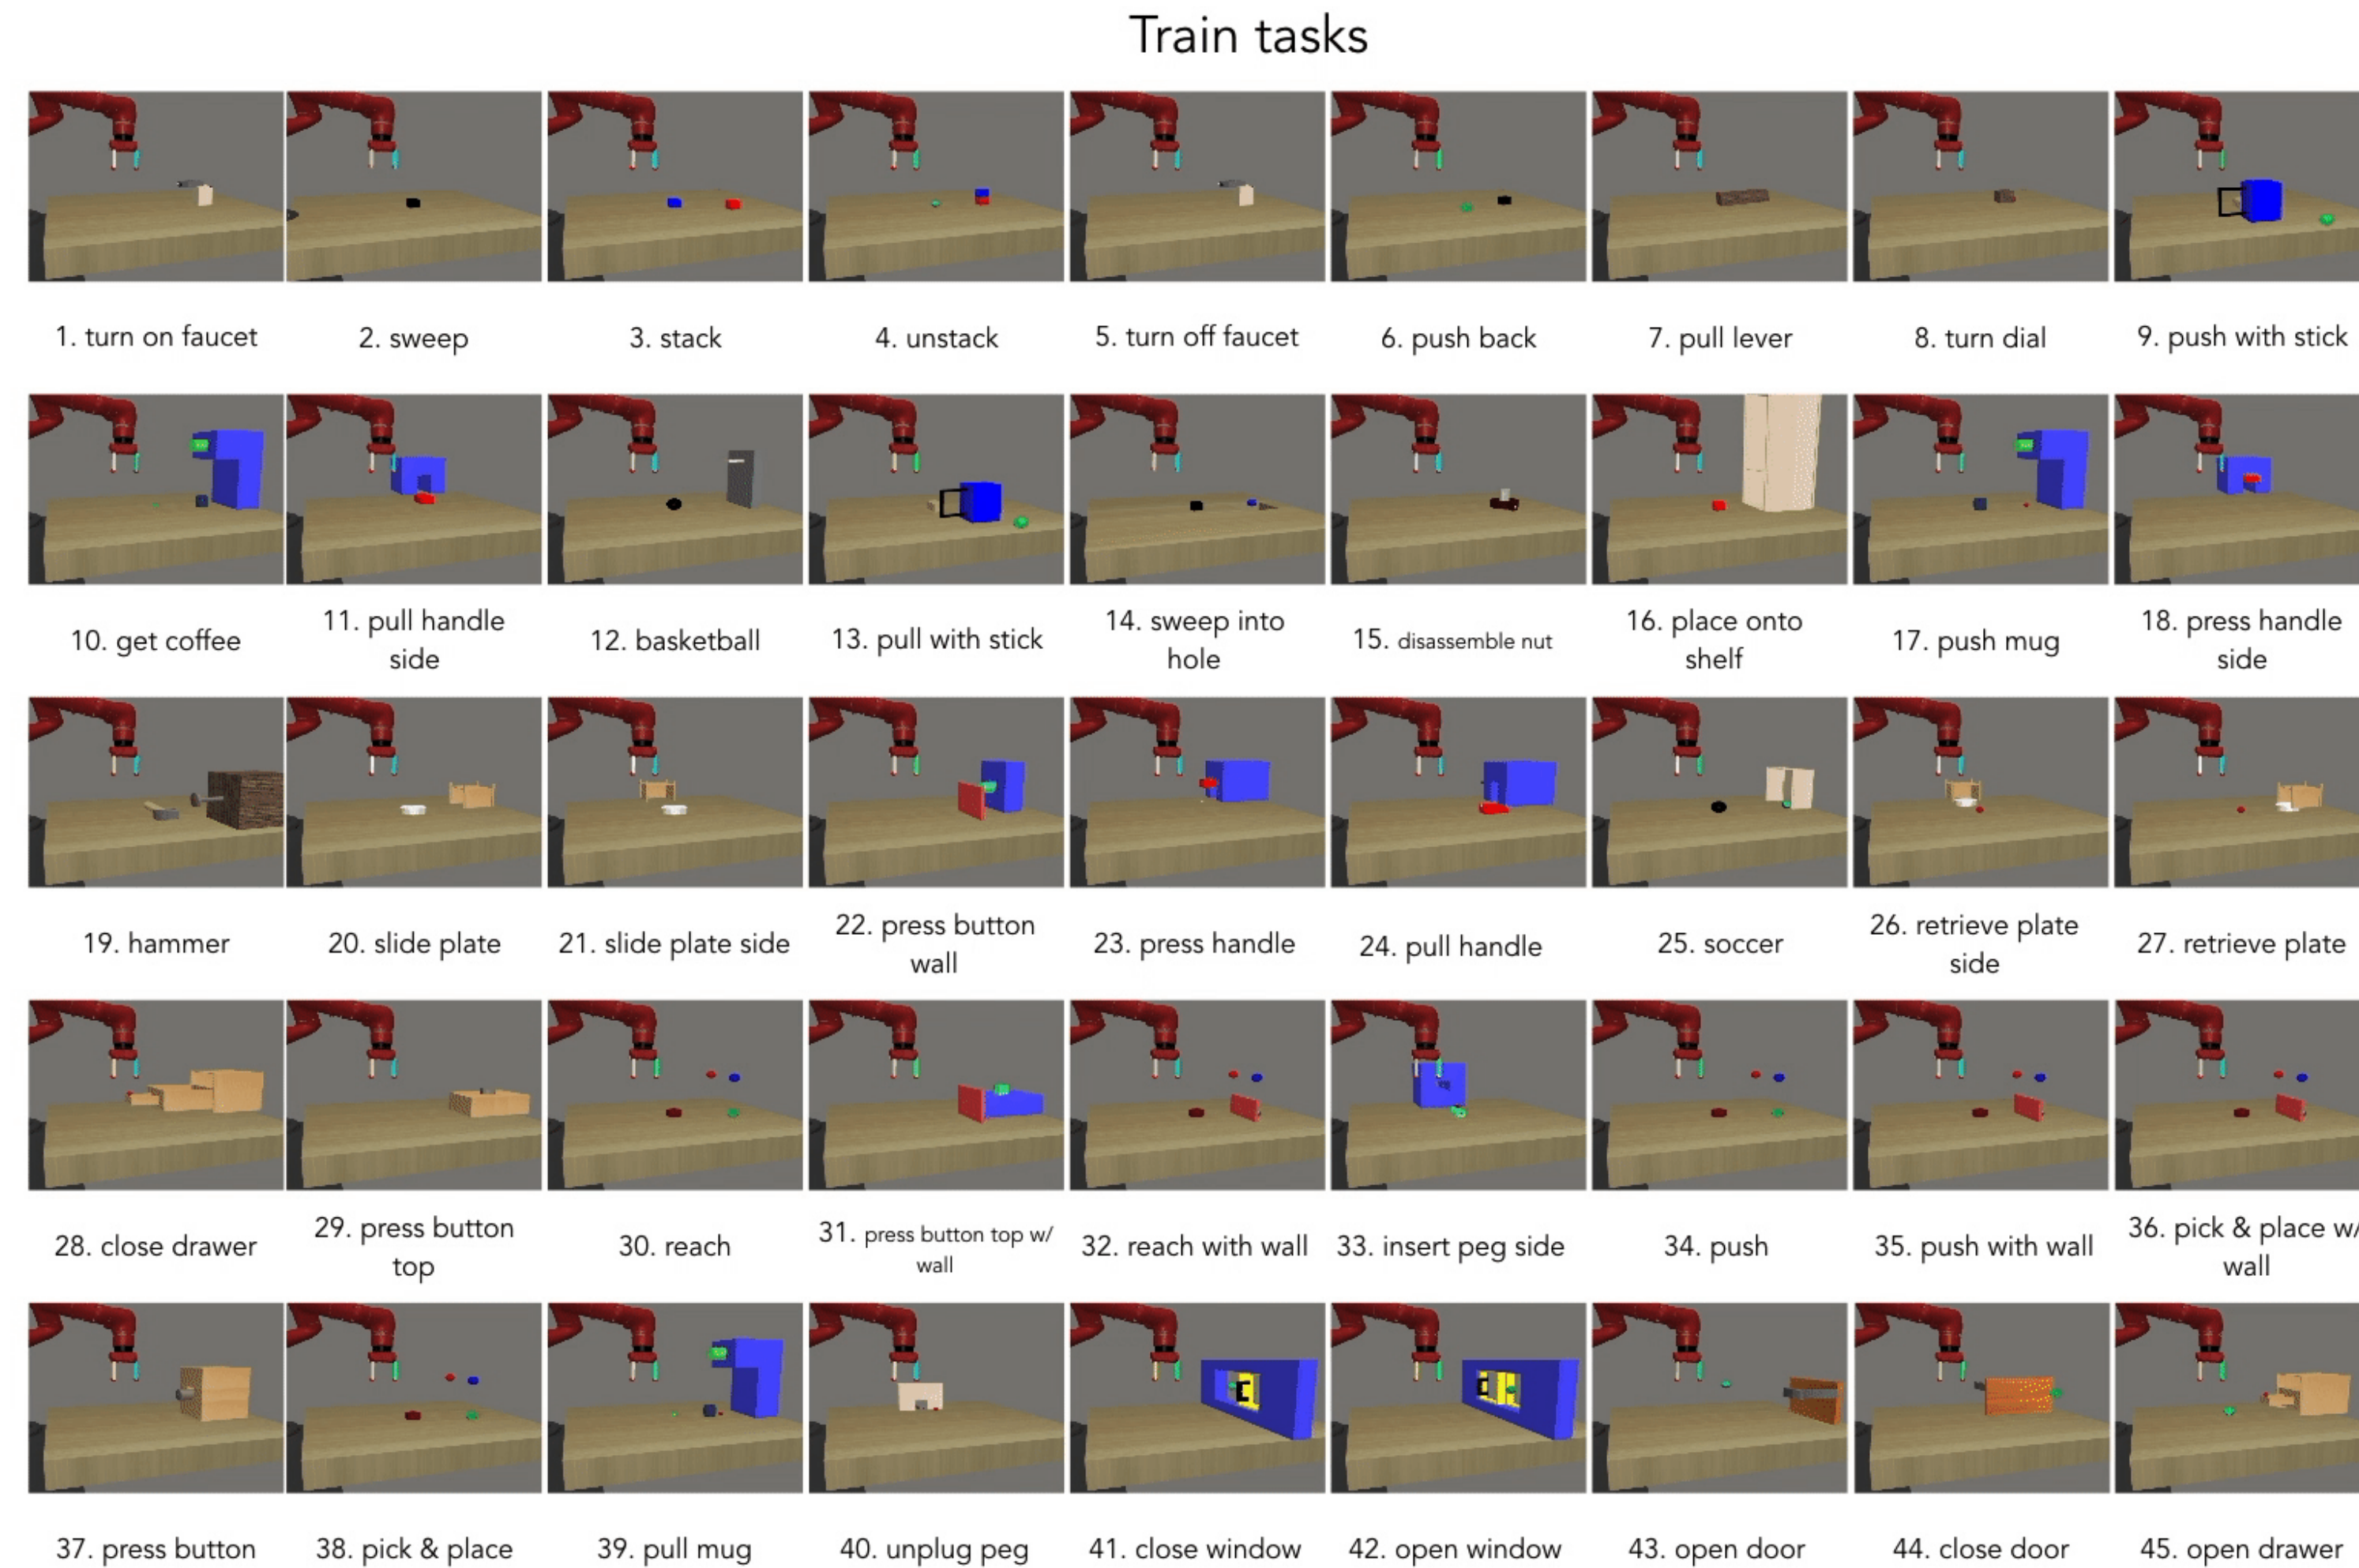 Train tasks
1. turn on faucet
2. sweep
3. stack
4. unstack
5. turn off faucet
6. push back
7. pull lever
8. turn dial
9. push with stick
10. get coffee
11. pull handle
side
12. basketball
13. pull with stick
14. sweep into
hole
15. disassemble nut
16. place onto
shelf
17. push mug
18. press handle
side
19. hammer
20. slide plate
21. slide plate side
22. press button
wall
23. press handle
24. pull handle
25. soccer
26. retrieve plate
side
27. retrieve plate
28. close drawer
29. press button
top
30. reach
31. press button top w/
wall
32. reach with wall
33. insert peg side
34. push
35. push with wall
36. pick & place w/
wall
37. press button
38. pick & place
39. pull mug
40. unplug peg
41. close window
42. open window
43. open door
44. close door
45. open drawer